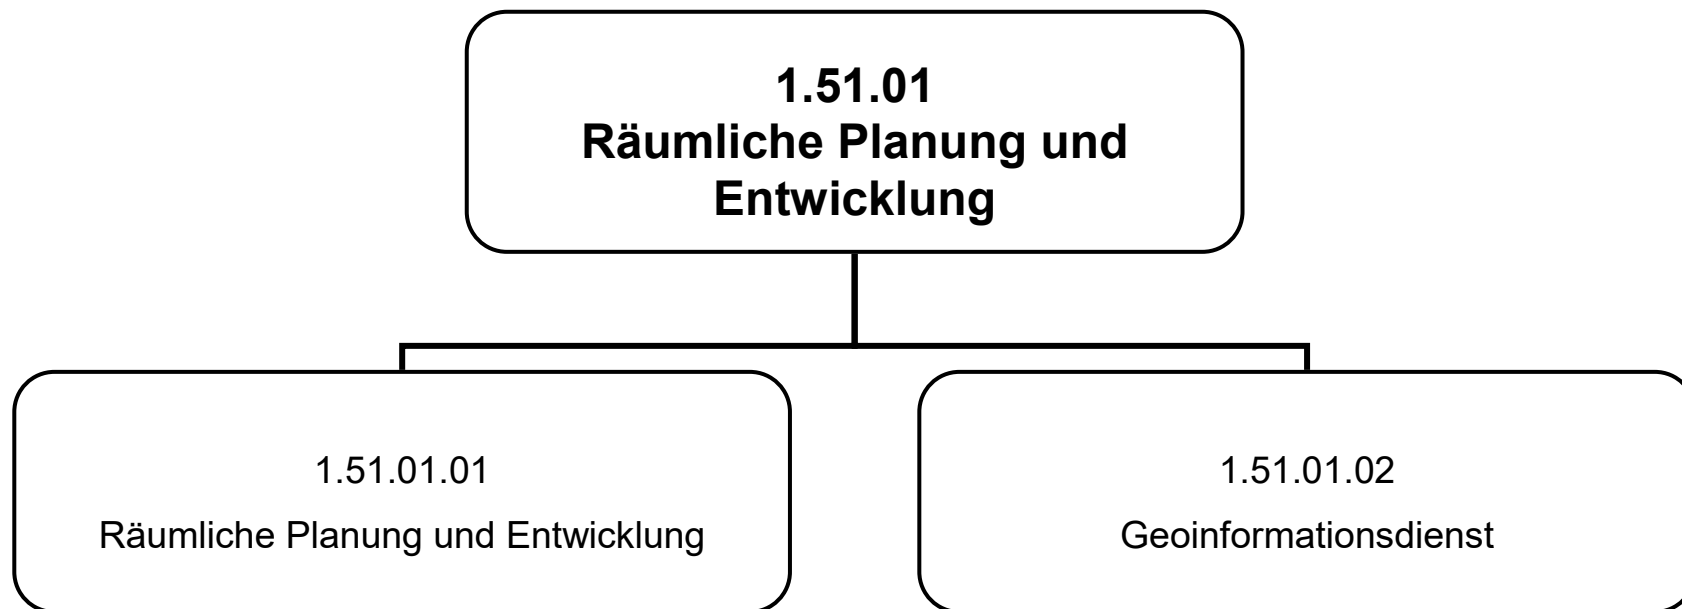 1.51.01
Räumliche Planung und
Entwicklung
1.51.01.01
Räumliche Planung und Entwicklung
1.51.01.02
Geoinformationsdienst